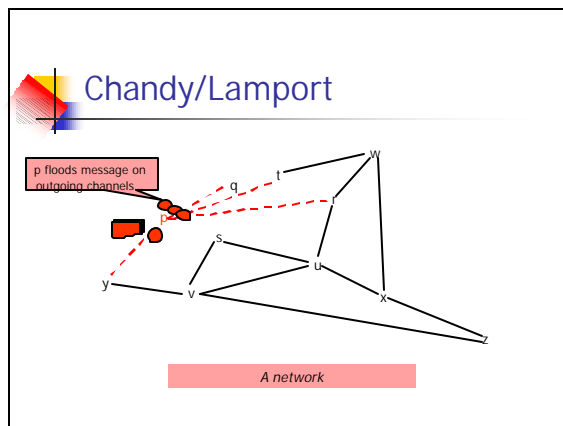 Chandy/Lamport
p floods message on
outgoing channels
w
t
q
r
p
s
u
y
v
x
z
A network